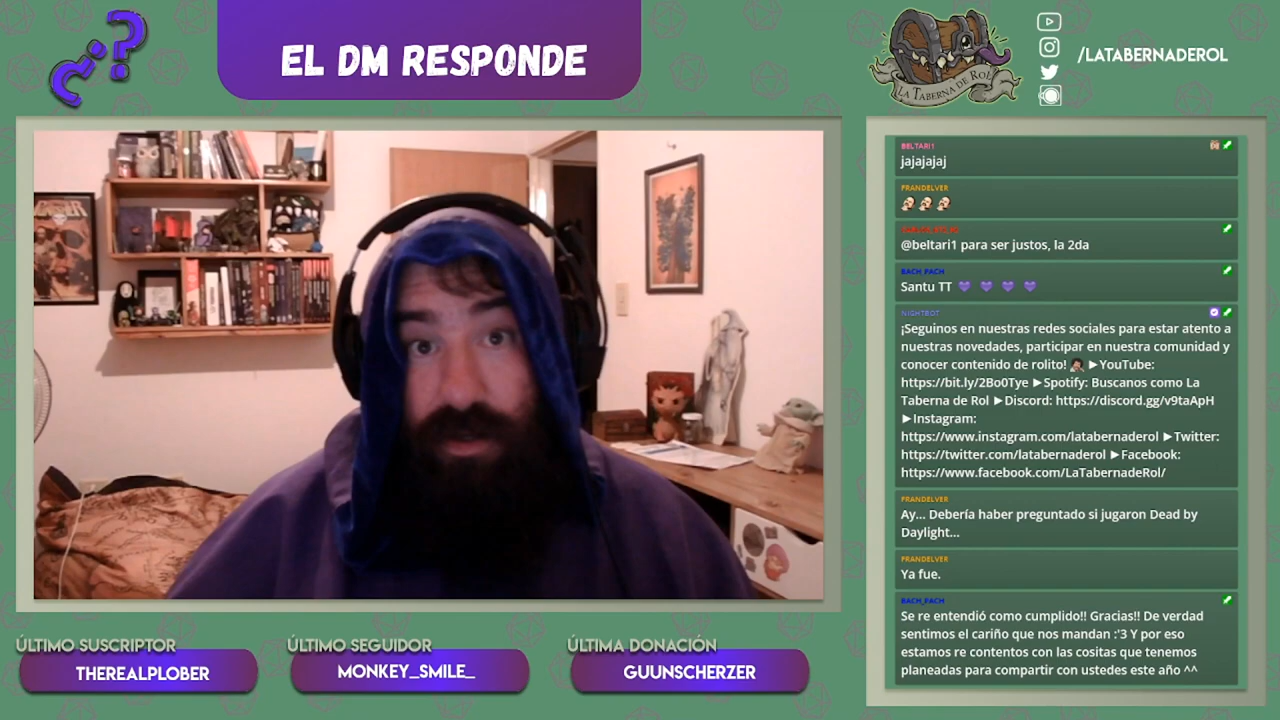 EL DM RESPONDE
LA TABERNA DE ROL
/LATABERNADEROL
BELTARI1
jajajajaj
FRANDELVER
@beltari1 para ser justos, la 2da
BACH_PACH
Santu TT
NIGHTBOT
¡Seguinos en nuestras redes sociales para estar atento a
nuestras novedades, participar en nuestra comunidad y
conocer contenido de rolito! ►YouTube:
https://bit.ly/2Bo0Tye ►Spotify: Buscanos como La
Taberna de Rol ►Discord: https://discord.gg/v9taApH
►Instagram:
https://www.instagram.com/latabernaderol ►Twitter:
https://twitter.com/latabernaderol ►Facebook:
https://www.facebook.com/LaTabernadeRol/
FRANDELVER
Ay... Debería haber preguntado si jugaron Dead by
Daylight...
FRANDELVER
Ya fue.
BACH_PACH
Se re entendió como cumplido!! Gracias!! De verdad
sentimos el cariño que nos mandan :'3 Y por eso
estamos re contentos con las cositas que tenemos
planeadas para compartir con ustedes este año ^^
ÚLTIMO SUSCRIPTOR
THEREALPLOBER
ÚLTIMO SEGUIDOR
MONKEY_SMILE_
ÚLTIMA DONACIÓN
GUUNSCHERZER